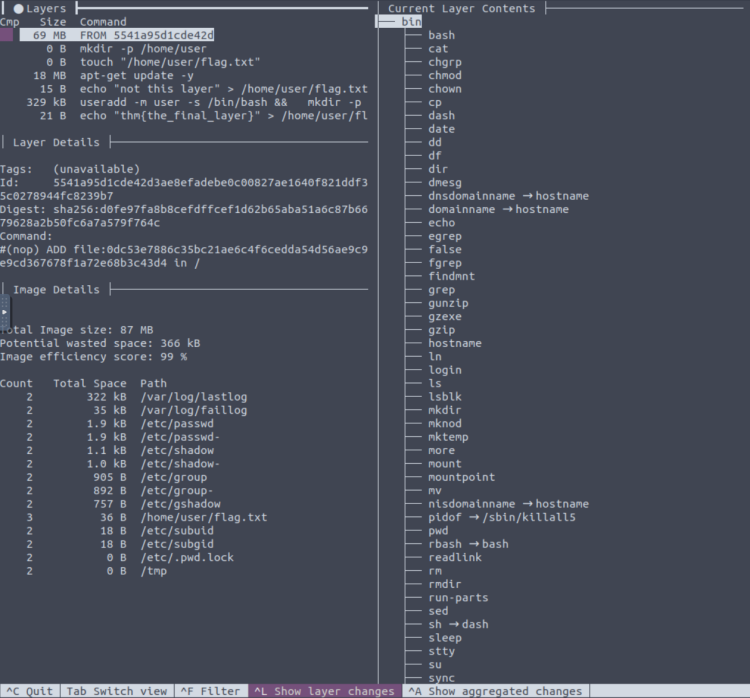 Layers
Cmp Size Command
69 MB FROM 5541a95d1cde42d
0 B mkdir -p /home/user
0 B touch "/home/user/flag.txt"
18 MB apt-get update -y
15 B echo "not this layer" > /home/user/flag.txt
329 kB useradd -m user -s /bin/bash && mkdir -p
21 B echo "thm{the_final_layer}" > /home/user/fl
Layer Details
Tags: (unavailable)
Id: 5541a95d1cde42d3ae8efadebe0c00827ae1640f821ddf3
5c0278944fc8239b7
Digest: sha256:d0fe97fa8b8cefdffcef1d62b65aba51a6c87b66
79628a2b50fc6a7a579f764c
Command:
#(nop) ADD file:0dc53e7886c35bc21ae6c4f6cedda54d56ae9c9
e9cd367678f1a72e68b3c43d4 in /
Image Details
Total Image size: 87 MB
Potential wasted space: 366 kB
Image efficiency score: 99 %
Count Total Space Path
2 322 kB /var/log/lastlog
2 35 kB /var/log/faillog
2 1.9 kB /etc/passwd
2 1.9 kB /etc/passwd-
2 1.1 kB /etc/shadow
2 1.0 kB /etc/shadow-
2 905 B /etc/group
2 892 B /etc/group-
2 757 B /etc/gshadow
3 36 B /home/user/flag.txt
2 18 B /etc/subuid
2 18 B /etc/subgid
2 0 B /etc/.pwd.lock
2 0 B /tmp
Current Layer Contents
bin
bash
cat
chgrp
chmod
chown
cp
dash
date
dd
df
dir
dmesg
dnsdomainname → hostname
domainname → hostname
echo
egrep
false
fgrep
findmnt
grep
gunzip
gzexe
gzip
hostname
ln
login
ls
lsblk
mkdir
mknod
mktemp
more
mount
mountpoint
mv
nisdomainname → hostname
pidof → /sbin/killall5
pwd
rbash → bash
readlink
rm
rmdir
run-parts
sed
sh → dash
sleep
stty
su
sync
^C Quit Tab Switch view ^F Filter ^L Show layer changes ^A Show aggregated changes